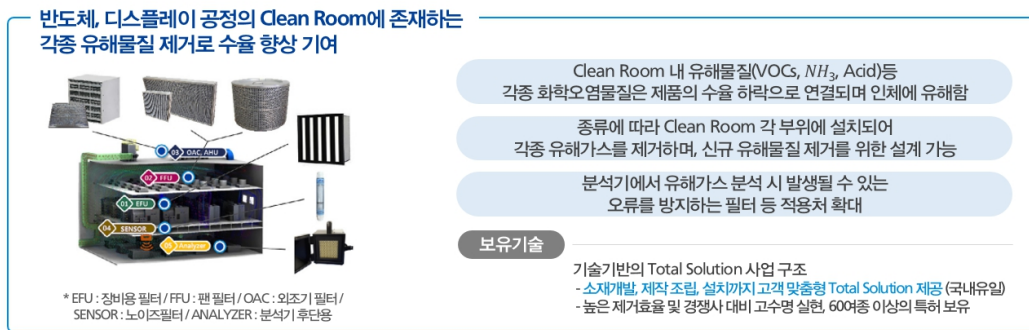 반도체, 디스플레이 공정의 Clean Room에 존재하는
각종 유해물질 제거로 수율 향상 기여
03 OAC, AHU
02 FFU
01 EFU
04 SENSOR
05 Analyzer
* EFU : 장비용 필터 / FFU : 팬 필터 / OAC : 외조기 필터 /
SENSOR : 노이즈필터 / ANALYZER : 분석기 후단용
Clean Room 내 유해물질(VOCs, NH₃, Acid)등
각종 화학오염물질은 제품의 수율 하락으로 연결되며 인체에 유해함
종류에 따라 Clean Room 각 부위에 설치되어
각종 유해가스를 제거하며, 신규 유해물질 제거를 위한 설계 가능
분석기에서 유해가스 분석 시 발생될 수 있는
오류를 방지하는 필터 등 적용처 확대
보유기술
기술기반의 Total Solution 사업 구조
- 소재개발, 제작 조립, 설치까지 고객 맞춤형 Total Solution 제공 (국내유일)
- 높은 제거효율 및 경쟁사 대비 고수명 실현, 60여종 이상의 특허 보유